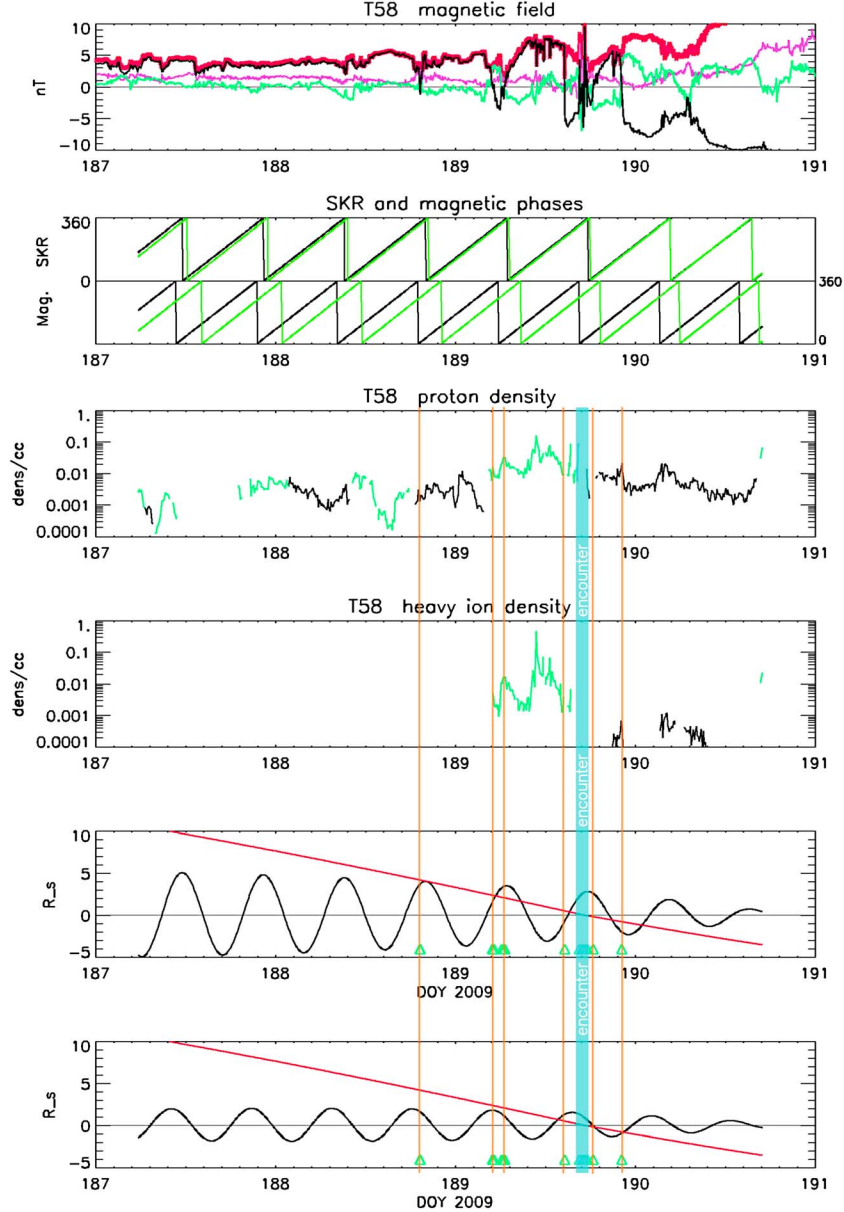 T58 magnetic field
10
5
nT
0
−5
−10
187 188 189 190 191
SKR and magnetic phases
360
SKR
0
Mag.
360
0
187 188 189 190 191
T58 proton density
1.
0.1
dens/cc
0.01
0.001
0.0001
187 188 189 190 191
encounter
T58 heavy ion density
1.
0.1
dens/cc
0.01
0.001
0.0001
187 188 189 190 191
encounter
10
5
R_s
0
−5
187 188 189 190 191
DOY 2009
encounter
10
5
R_s
0
−5
187 188 189 190 191
DOY 2009